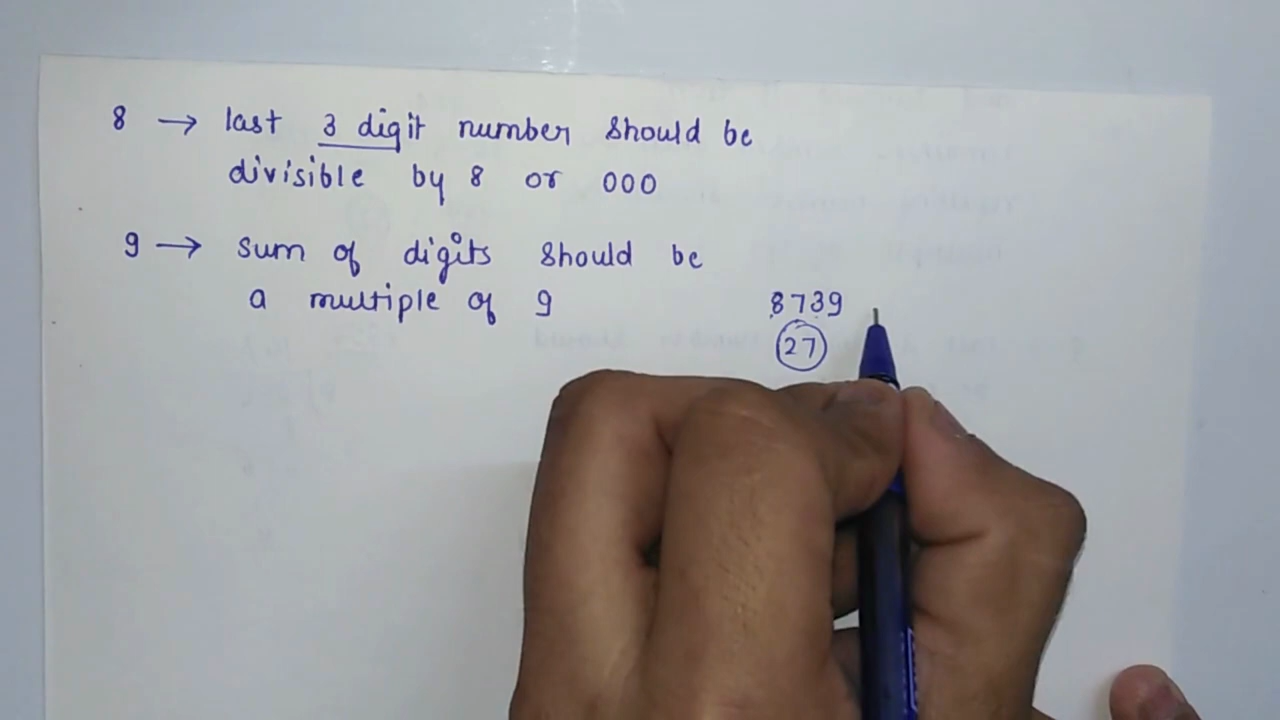 8 → last 3 digit number should be
divisible by 8 or 000
9 → sum of digits should be
a multiple of 9
8739
27